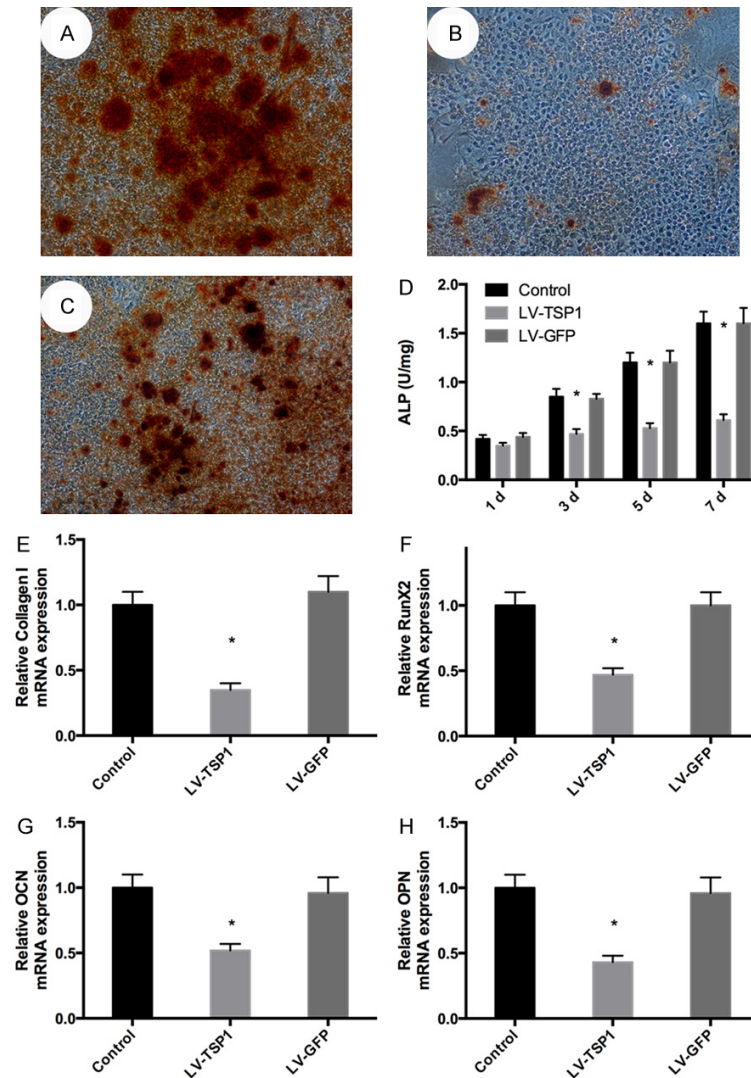 A
B
C
D
2.0
1.5
1.0
0.5
0.0
ALP (U/mg)
Control
LV-TSP1
LV-GFP
*
*
*
1 d
3 d
5 d
7 d
E
1.5
1.0
0.5
0.0
Relative Collagen I
mRNA expression
*
Control
LV-TSP1
LV-GFP
F
1.0
0.5
0.0
Relative RunX2
mRNA expression
*
Control
LV-TSP1
LV-GFP
G
1.5
1.0
0.5
0.0
Relative OCN
mRNA expression
*
Control
LV-TSP1
LV-GFP
H
1.5
1.0
0.5
0.0
Relative OPN
mRNA expression
*
Control
LV-TSP1
LV-GFP